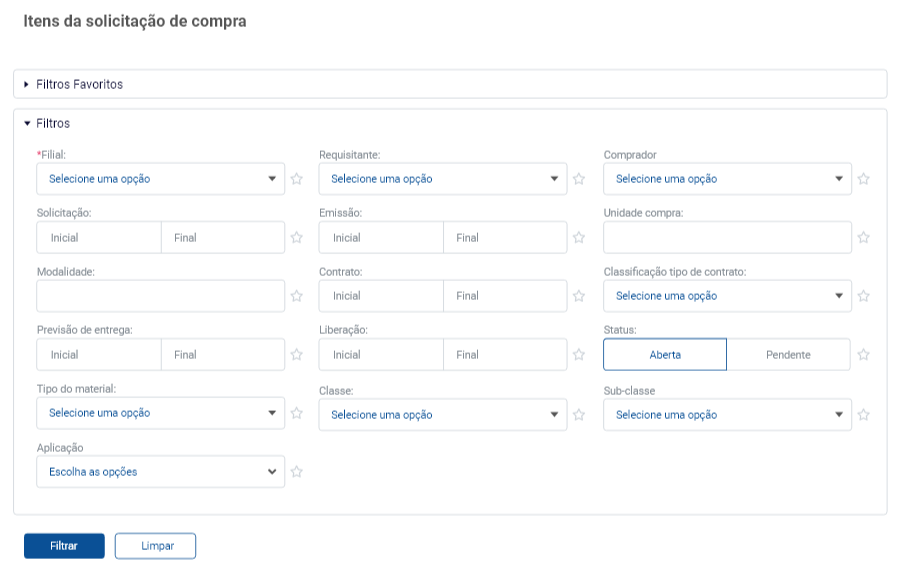 Itens da solicitação de compra
Filtros Favoritos
Filtros
*Filial: Requisitante: Comprador
Selecione uma opção Selecione uma opção Selecione uma opção
Solicitação: Emissão: Unidade compra:
Inicial Final Inicial Final
Modalidade: Contrato: Classificação tipo de contrato:
Inicial Final Selecione uma opção
Previsão de entrega: Liberação: Status:
Inicial Final Inicial Final Aberta Pendente
Tipo do material: Classe: Sub-classe
Selecione uma opção Selecione uma opção Selecione uma opção
Aplicação
Escolha as opções
Filtrar Limpar